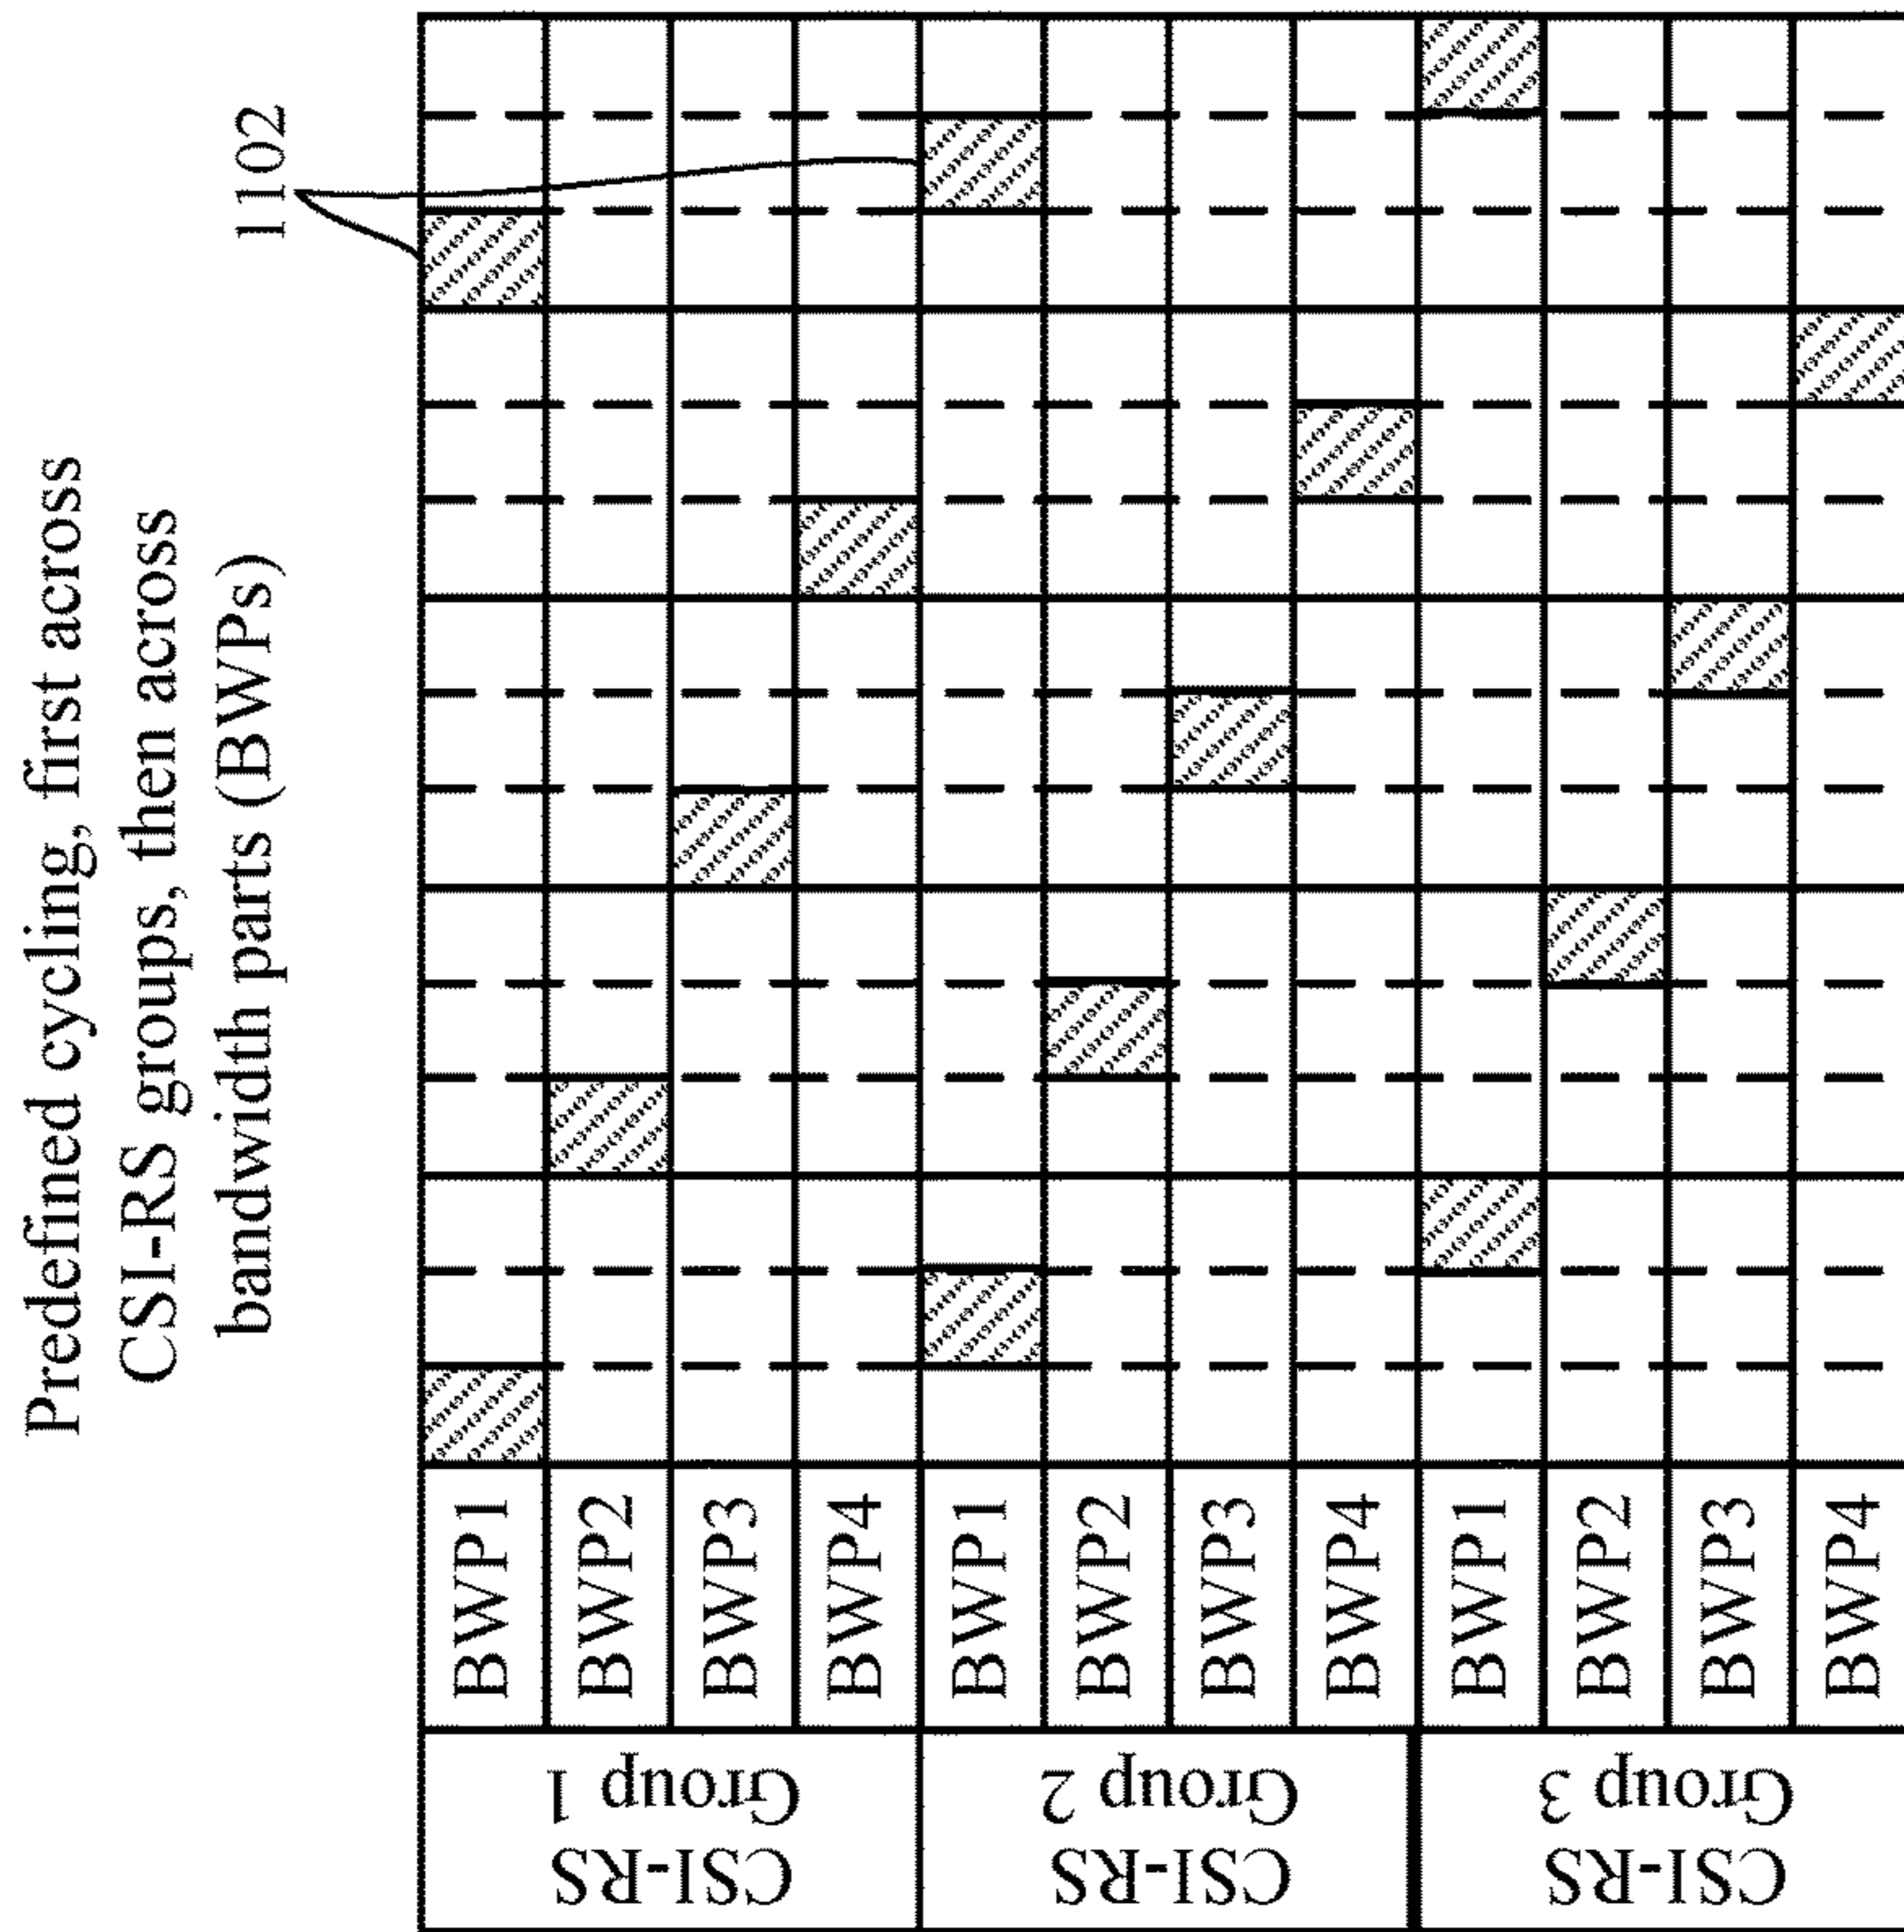 Predefined cycling, first across
CSI-RS groups, then across
bandwidth parts (BWPs)
1102
CSI-RS
Group 1
BWP1
BWP2
BWP3
BWP4
CSI-RS
Group 2
BWP1
BWP2
BWP3
BWP4
CSI-RS
Group 3
BWP1
BWP2
BWP3
BWP4